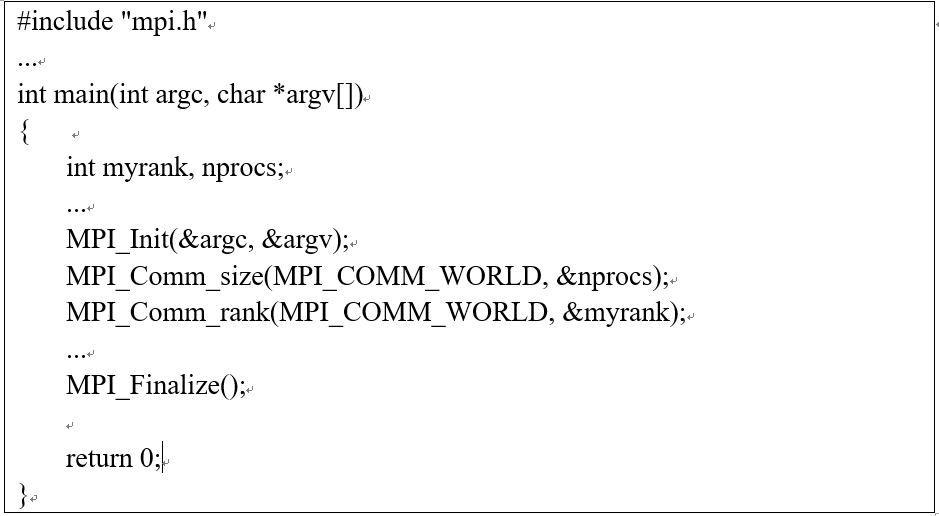 #include "mpi.h"
...
int main(int argc, char *argv[])
{
int myrank, nprocs;
...
MPI_Init(&argc, &argv);
MPI_Comm_size(MPI_COMM_WORLD, &nprocs);
MPI_Comm_rank(MPI_COMM_WORLD, &myrank);
...
MPI_Finalize();
return 0;
}